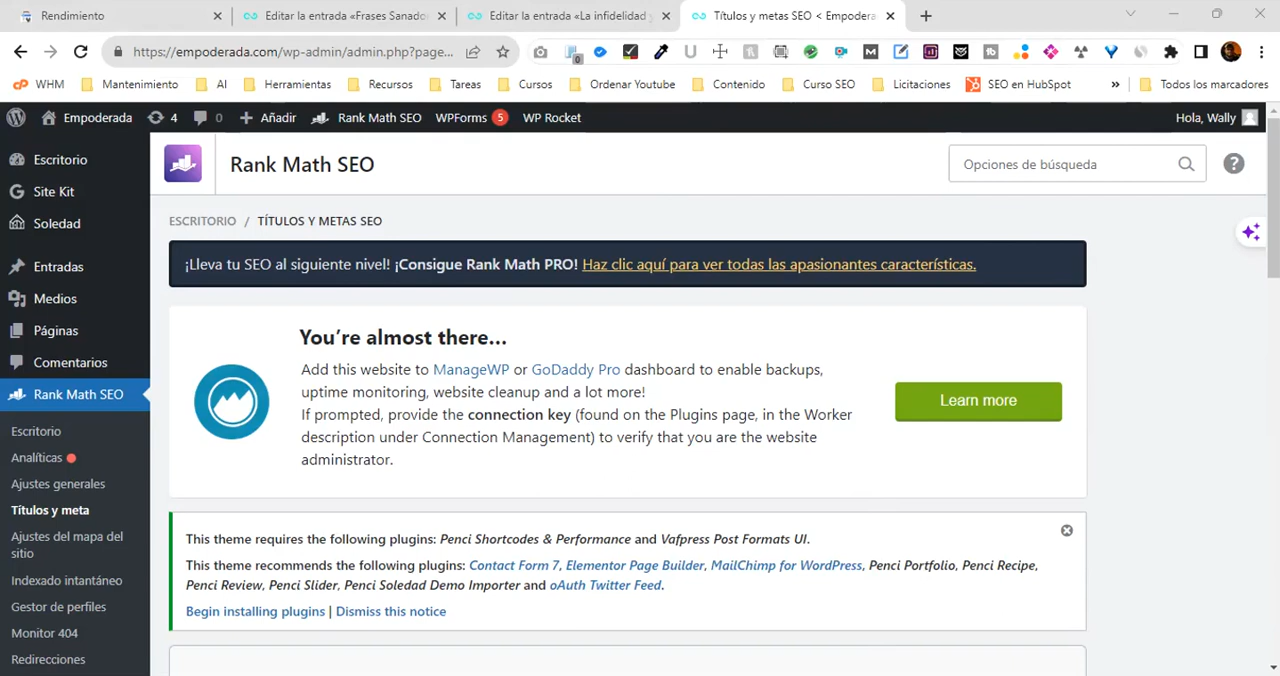 Rendimiento
Editar la entrada «Frases Sanado
Editar la entrada «La infidelidad y
Títulos y metas SEO < Empodera
https://empoderada.com/wp-admin/admin.php?page...
WHM
Mantenimiento
AI
Herramientas
Recursos
Tareas
Cursos
Ordenar Youtube
Contenido
Curso SEO
Licitaciones
SEO en HubSpot
»
Todos los marcadores
Empoderada
4
0
Añadir
Rank Math SEO
WPForms 5
WP Rocket
Hola, Wally
Escritorio
Site Kit
Soledad
Entradas
Medios
Páginas
Comentarios
Rank Math SEO
Escritorio
Analíticas
Ajustes generales
Títulos y meta
Ajustes del mapa del
sitio
Indexado intantáneo
Gestor de perfiles
Monitor 404
Redirecciones
Rank Math SEO
Opciones de búsqueda
ESCRITORIO / TÍTULOS Y METAS SEO
¡Lleva tu SEO al siguiente nivel! ¡Consigue Rank Math PRO! Haz clic aquí para ver todas las apasionantes características.
You're almost there...
Add this website to ManageWP or GoDaddy Pro dashboard to enable backups,
uptime monitoring, website cleanup and a lot more!
If prompted, provide the connection key (found on the Plugins page, in the Worker
description under Connection Management) to verify that you are the website
administrator.
Learn more
This theme requires the following plugins: Penci Shortcodes & Performance and Vafpress Post Formats UI.
This theme recommends the following plugins: Contact Form 7, Elementor Page Builder, MailChimp for WordPress, Penci Portfolio, Penci Recipe,
Penci Review, Penci Slider, Penci Soledad Demo Importer and oAuth Twitter Feed.
Begin installing plugins | Dismiss this notice